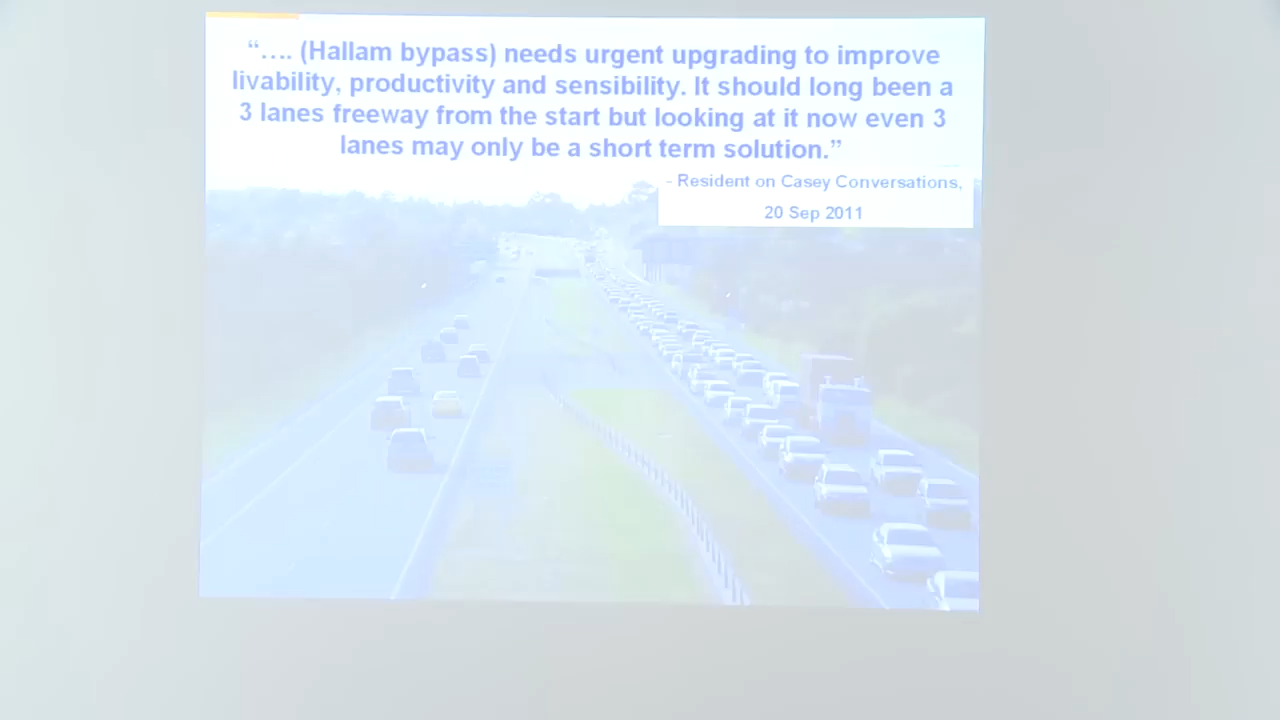 “.... (Hallam bypass) needs urgent upgrading to improve
livability, productivity and sensibility. It should long been a
3 lanes freeway from the start but looking at it now even 3
lanes may only be a short term solution.”
- Resident on Casey Conversations,
20 Sep 2011